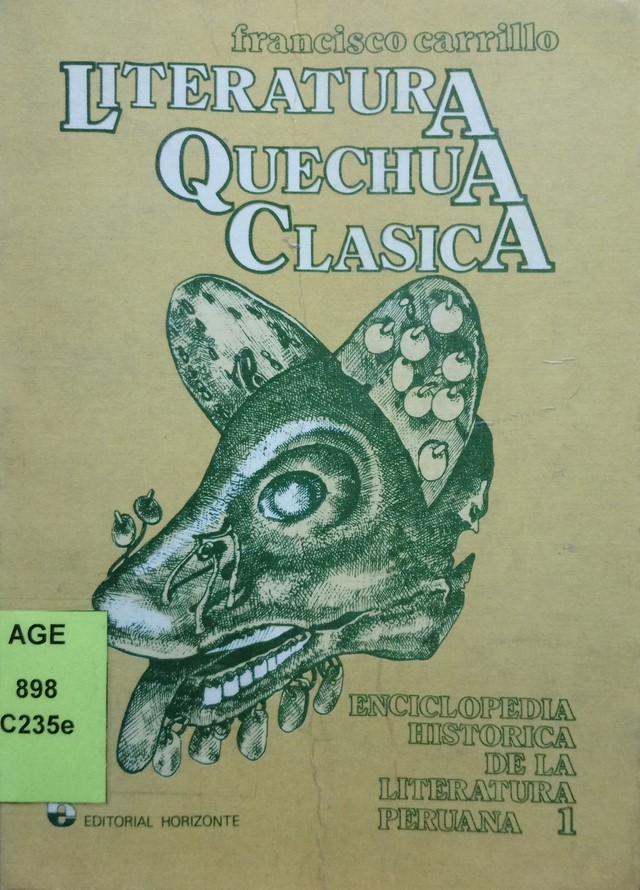 francisco carrillo
LITERATURA
QUECHUA
CLASICA
AGE
898
C235e
ENCICLOPEDIA
HISTORICA
DE LA
LITERATURA
PERUANA 1
e EDITORIAL HORIZONTE